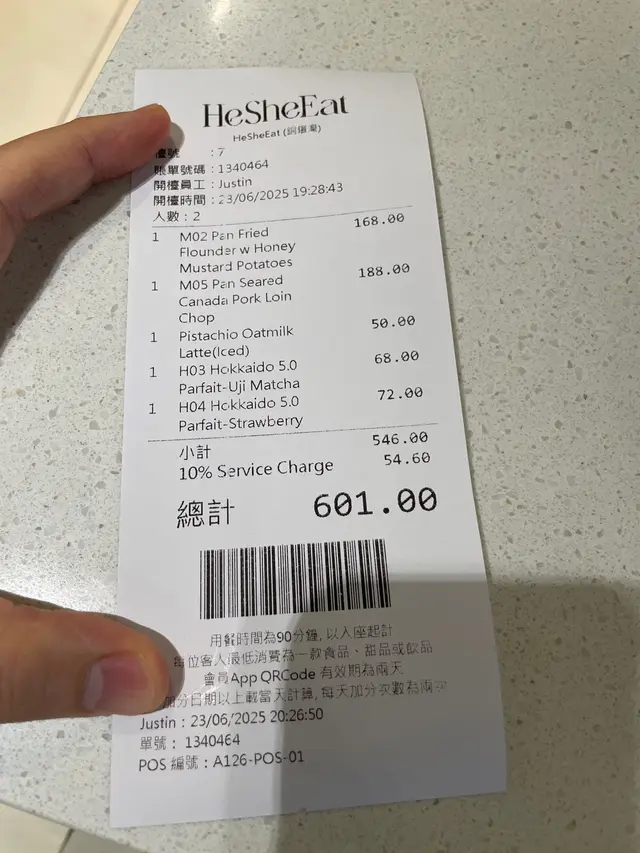 HeSheEat
HeSheEat (銅鑼灣)
檯號 : 7
賬單號碼 : 1340464
開檯員工 : Justin
開檯時間 : 23/06/2025 19:28:43
人數 : 2
1 M02 Pan Fried 168.00
Flounder w Honey
Mustard Potatoes
1 M05 Pan Seared 188.00
Canada Pork Loin
Chop
1 Pistachio Oatmilk 50.00
Latte(Iced)
1 H03 Hokkaido 5.0 68.00
Parfait-Uji Matcha
1 H04 Hokkaido 5.0 72.00
Parfait-Strawberry
小計 546.00
10% Service Charge 54.60
總計 601.00
用餐時間為90分鐘, 以入座起計
每位客人最低消費為一款食品、甜品或飲品
會員App QRCode 有效期為兩天
加分日期以上載當天計算, 每天加分次數為兩次
Justin : 23/06/2025 20:26:50
單號 : 1340464
POS 編號 : A126-POS-01